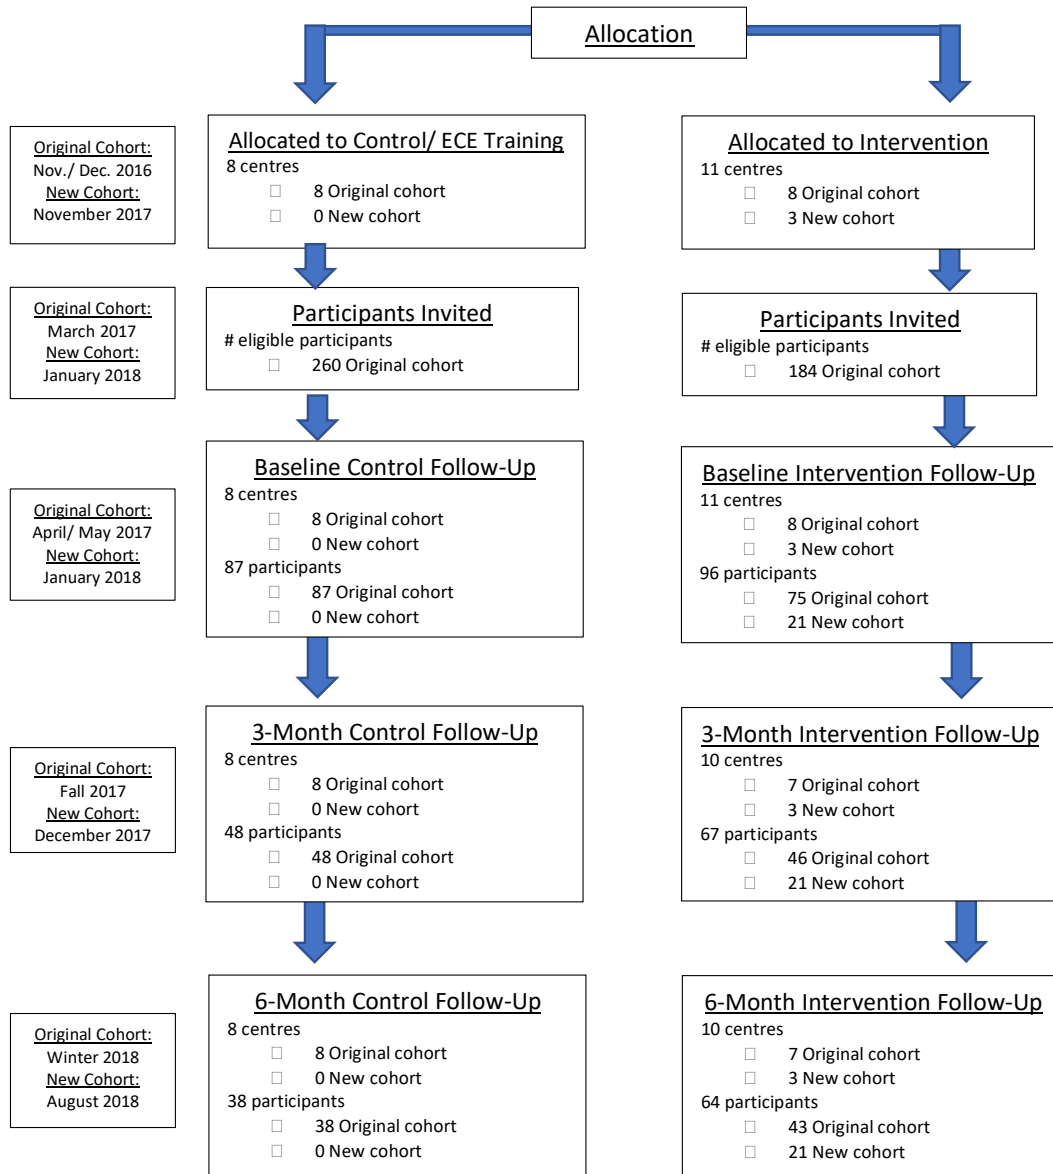 Allocation
Original Cohort:
Nov./ Dec. 2016
New Cohort:
November 2017
Allocated to Control/ ECE Training
8 centres
□ 8 Original cohort
□ 0 New cohort
Allocated to Intervention
11 centres
□ 8 Original cohort
□ 3 New cohort
Original Cohort:
March 2017
New Cohort:
January 2018
Participants Invited
# eligible participants
□ 260 Original cohort
Participants Invited
# eligible participants
□ 184 Original cohort
Original Cohort:
April/ May 2017
New Cohort:
January 2018
Baseline Control Follow-Up
8 centres
□ 8 Original cohort
□ 0 New cohort
87 participants
□ 87 Original cohort
□ 0 New cohort
Baseline Intervention Follow-Up
11 centres
□ 8 Original cohort
□ 3 New cohort
96 participants
□ 75 Original cohort
□ 21 New cohort
Original Cohort:
Fall 2017
New Cohort:
December 2017
3-Month Control Follow-Up
8 centres
□ 8 Original cohort
□ 0 New cohort
48 participants
□ 48 Original cohort
□ 0 New cohort
3-Month Intervention Follow-Up
10 centres
□ 7 Original cohort
□ 3 New cohort
67 participants
□ 46 Original cohort
□ 21 New cohort
Original Cohort:
Winter 2018
New Cohort:
August 2018
6-Month Control Follow-Up
8 centres
□ 8 Original cohort
□ 0 New cohort
38 participants
□ 38 Original cohort
□ 0 New cohort
6-Month Intervention Follow-Up
10 centres
□ 7 Original cohort
□ 3 New cohort
64 participants
□ 43 Original cohort
□ 21 New cohort